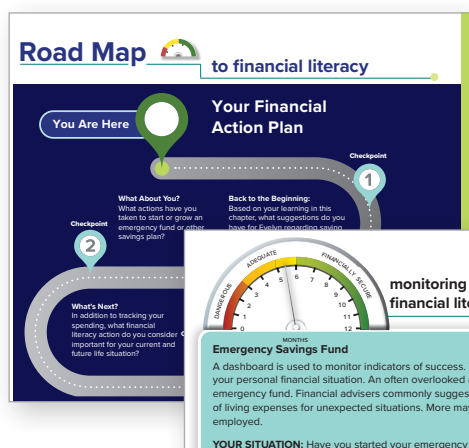 Road Map
to financial literacy
Your Financial
Action Plan
You Are Here
Checkpoint
1
What About You?
What actions have you
taken to start or grow an
emergency fund or other
savings plan?
Back to the Beginning:
Based on your learning in this
chapter, what suggestions do you
have for Evelyn regarding saving
Checkpoint
2
What's Next?
In addition to tracking your
spending, what financial
literacy action do you consider
important for your current and
future life situation?
DANGEROUS
ADEQUATE
FINANCIALLY SECURE
0
1
2
3
4
5
6
7
8
9
10
11
12
MONTHS
monitoring
financial
Emergency Savings Fund
A dashboard is used to monitor indicators of success.
your personal financial situation. An often overlooked
emergency fund. Financial advisers commonly
of living expenses for unexpected situations. More
employed.
YOUR SITUATION: Have you started your emergency